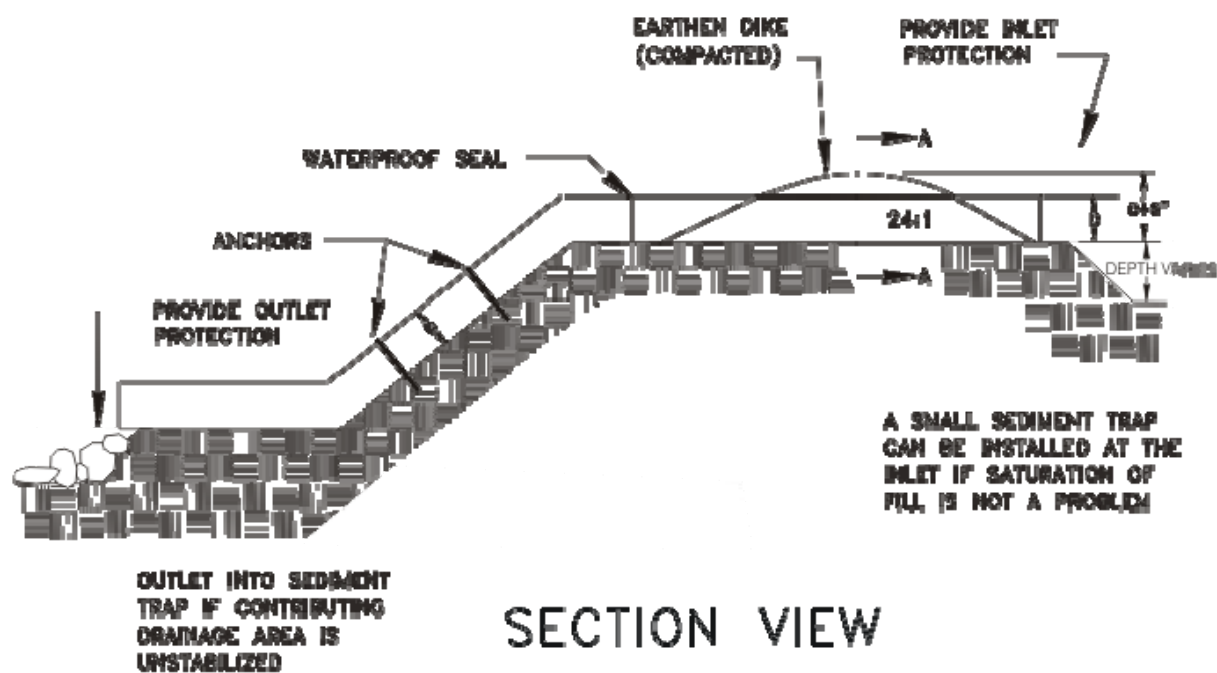 EARTHEN DIKE
(COMPACTED)
PROVIDE INLET
PROTECTION
A
WATERPROOF SEAL
24:1
D
ANCHORS
A
DEPTH VARIES
PROVIDE OUTLET
PROTECTION
A SMALL SEDIMENT TRAP
CAN BE INSTALLED AT THE
INLET IF SATURATION OF
FILL IS NOT A PROBLEM
OUTLET INTO SEDIMENT
TRAP IF CONTRIBUTING
DRAINAGE AREA IS
UNSTABILIZED
SECTION VIEW